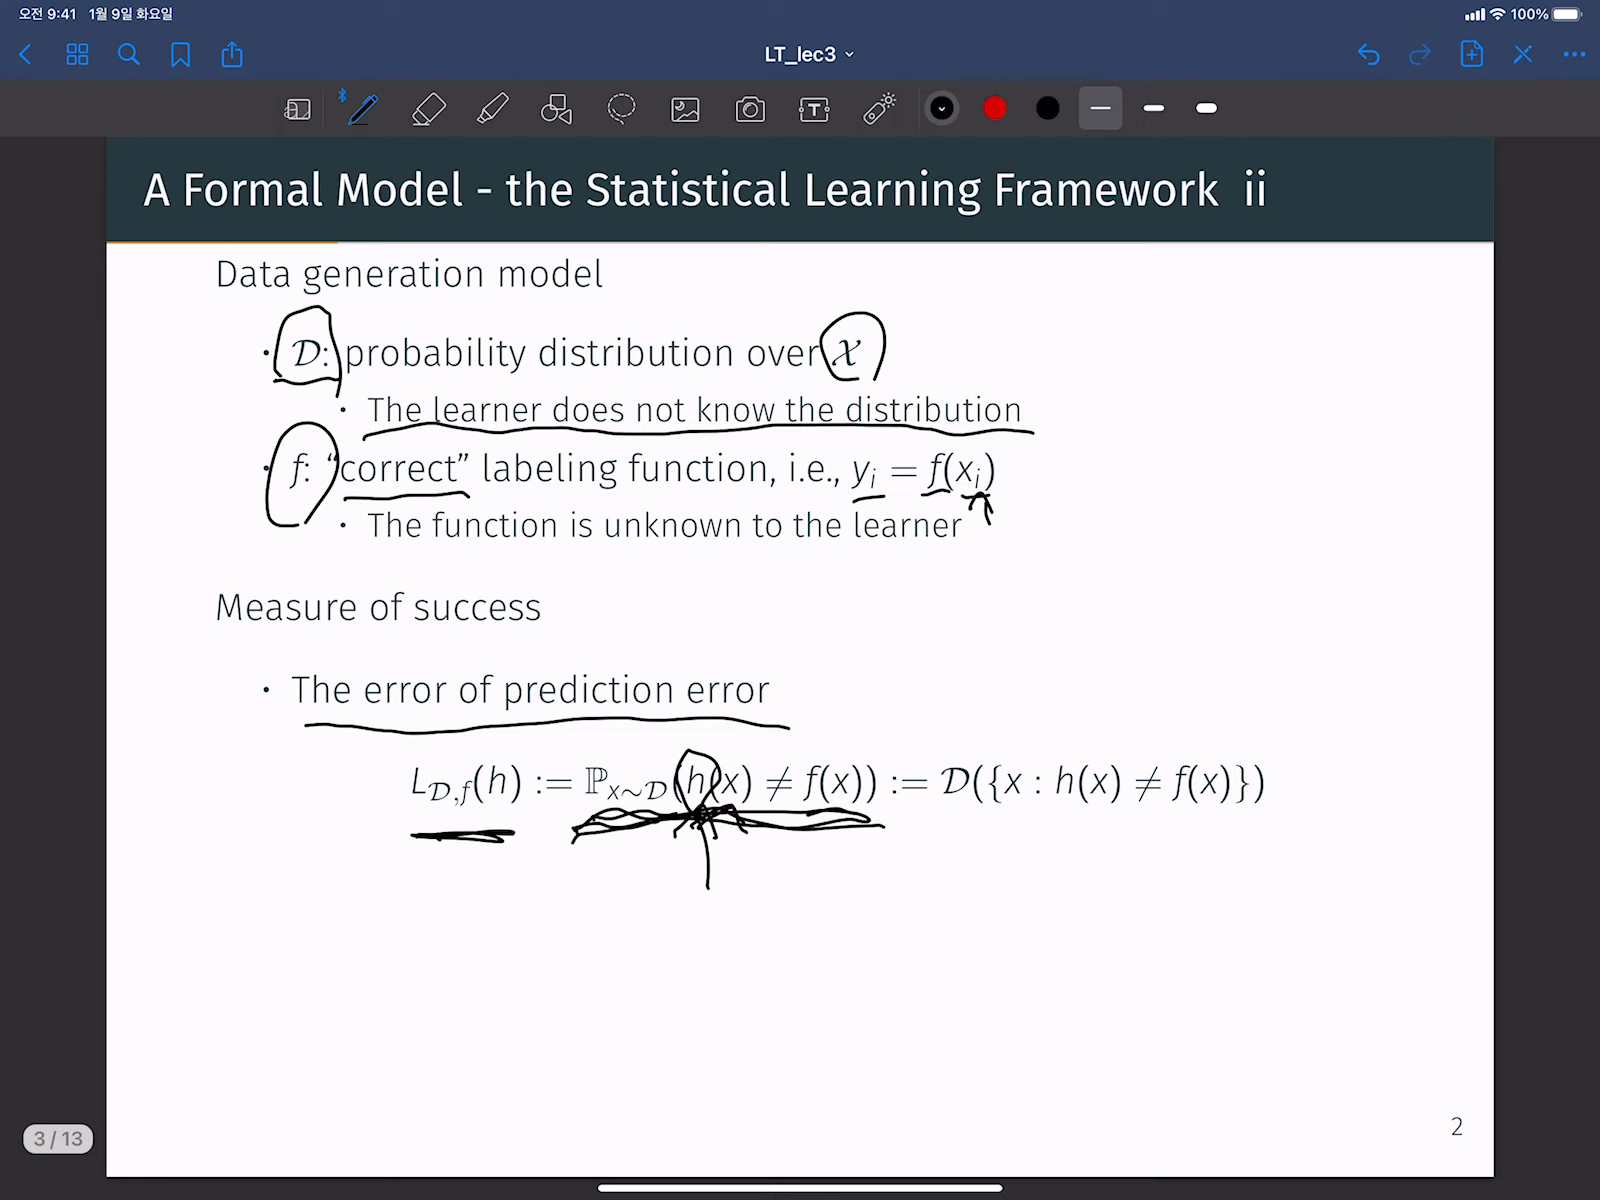 오전 9:41 1월 9일 화요일
100%
LT_lec3
T
A Formal Model - the Statistical Learning Framework ii
Data generation model
· 𝒟: probability distribution over 𝒳
· The learner does not know the distribution
· f: “correct” labeling function, i.e., yᵢ = f(xᵢ)
· The function is unknown to the learner
Measure of success
· The error of prediction error
L_{𝒟,f}(h) := ℙ_{x∼𝒟}(h(x) ≠ f(x)) := 𝒟({x : h(x) ≠ f(x)})
3 / 13
2